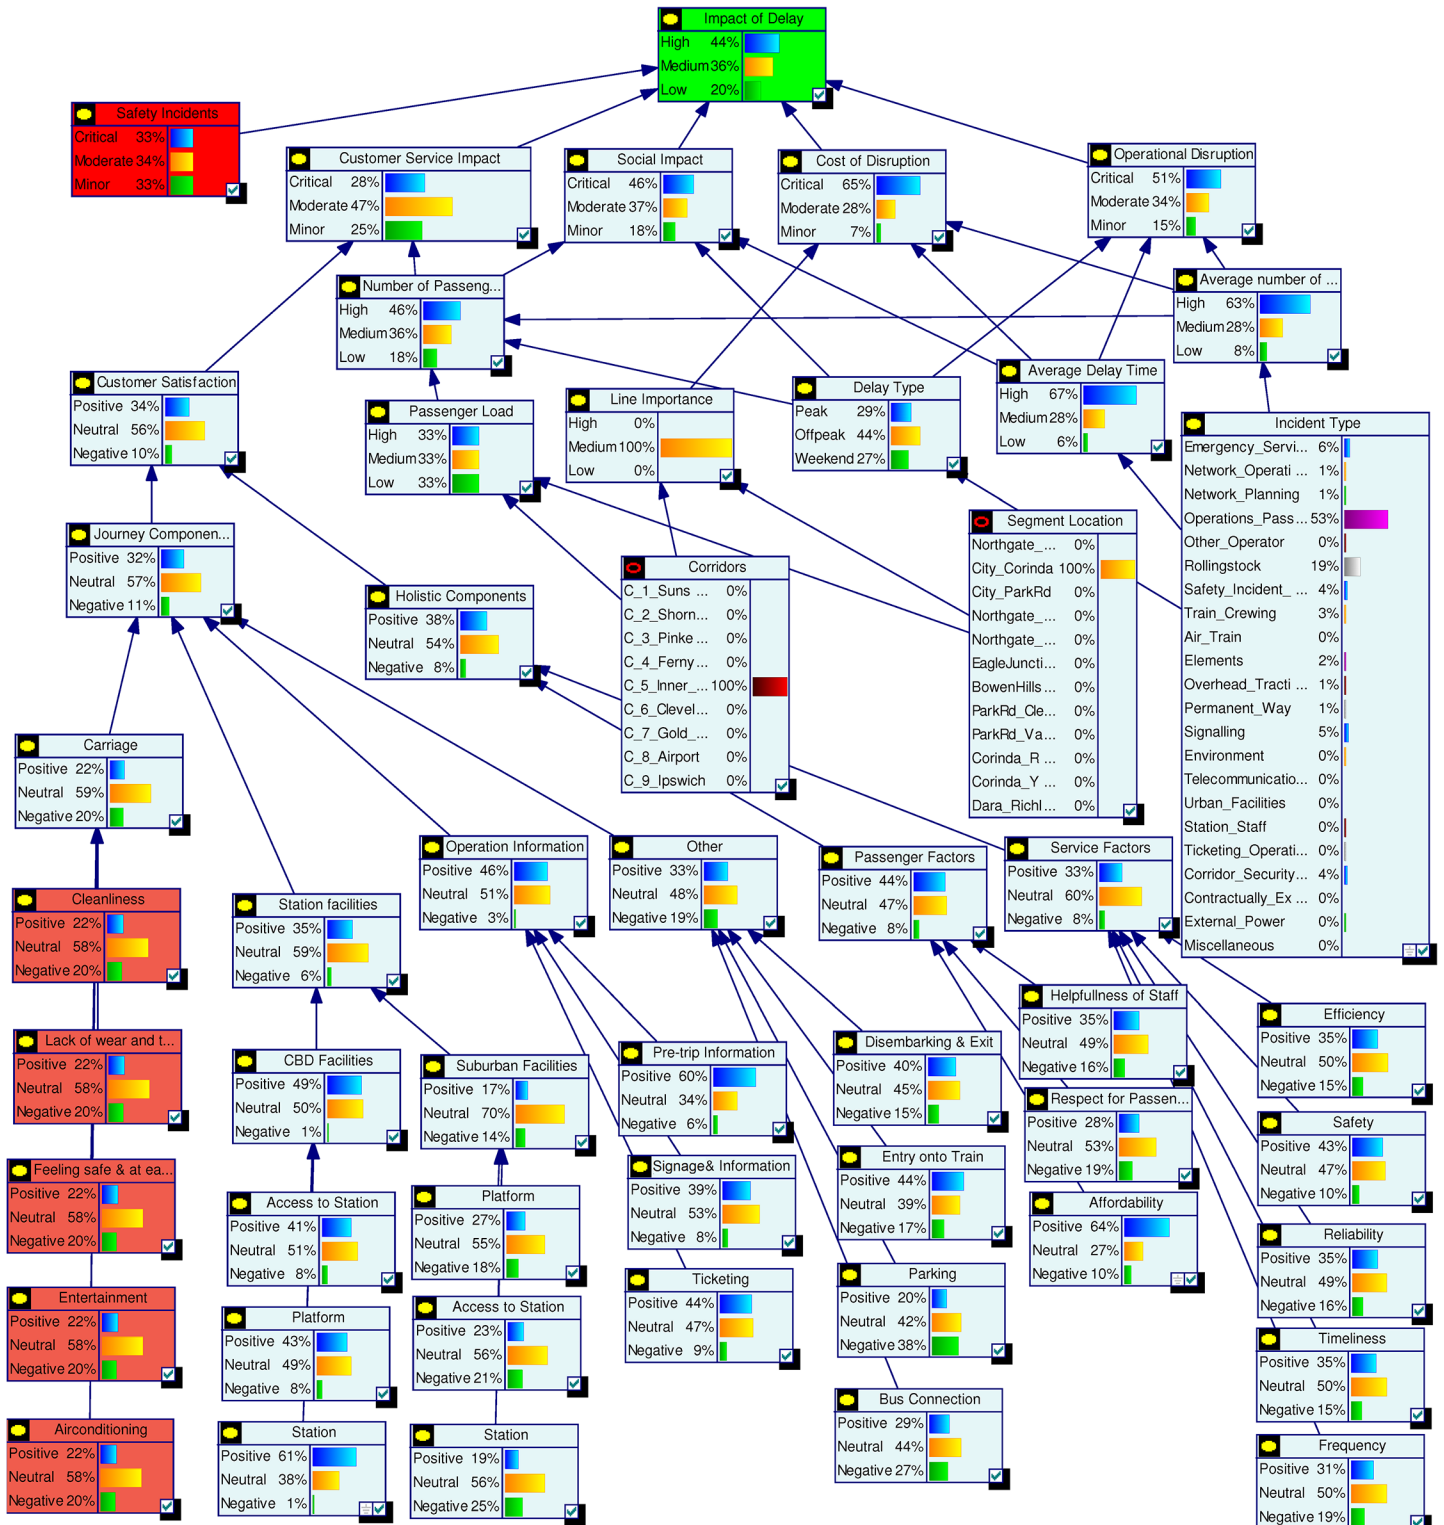 Impact of Delay
High 44%
Medium 36%
Low 20%
Safety Incidents
Critical 33%
Moderate 34%
Minor 33%
Customer Service Impact
Critical 28%
Moderate 47%
Minor 25%
Social Impact
Critical 46%
Moderate 37%
Minor 18%
Cost of Disruption
Critical 65%
Moderate 28%
Minor 7%
Operational Disruption
Critical 51%
Moderate 34%
Minor 15%
Number of Passeng...
High 46%
Medium 36%
Low 18%
Average number of ...
High 63%
Medium 28%
Low 8%
Customer Satisfaction
Positive 34%
Neutral 56%
Negative 10%
Passenger Load
High 33%
Medium 33%
Low 33%
Line Importance
High 0%
Medium 100%
Low 0%
Delay Type
Peak 29%
Offpeak 44%
Weekend 27%
Average Delay Time
High 67%
Medium 28%
Low 6%
Incident Type
Emergency_Servi... 6%
Network_Operati ... 1%
Network_Planning 1%
Operations_Pass... 53%
Other_Operator 0%
Rollingstock 19%
Safety_Incident_ ... 4%
Train_Crewing 3%
Air_Train 0%
Elements 2%
Overhead_Tracti ... 1%
Permanent_Way 1%
Signalling 5%
Environment 0%
Telecommunicatio... 0%
Urban_Facilities 0%
Station_Staff 0%
Ticketing_Operati... 0%
Corridor_Security... 4%
Contractually_Ex ... 0%
External_Power 0%
Miscellaneous 0%
Journey Componen...
Positive 32%
Neutral 57%
Negative 11%
Holistic Components
Positive 38%
Neutral 54%
Negative 8%
Corridors
C_1_Suns ... 0%
C_2_Shorn... 0%
C_3_Pinke ... 0%
C_4_Ferny ... 0%
C_5_Inner_... 100%
C_6_Clevel... 0%
C_7_Gold_... 0%
C_8_Airport 0%
C_9_Ipswich 0%
Segment Location
Northgate_... 0%
City_Corinda 100%
City_ParkRd 0%
Northgate_... 0%
Northgate_... 0%
EagleJuncti... 0%
BowenHills... 0%
ParkRd_Cle... 0%
ParkRd_Va... 0%
Corinda_R ... 0%
Corinda_Y ... 0%
Dara_Richl... 0%
Carriage
Positive 22%
Neutral 59%
Negative 20%
Operation Information
Positive 46%
Neutral 51%
Negative 3%
Other
Positive 33%
Neutral 48%
Negative 19%
Passenger Factors
Positive 44%
Neutral 47%
Negative 8%
Service Factors
Positive 33%
Neutral 60%
Negative 8%
Cleanliness
Positive 22%
Neutral 58%
Negative 20%
Station facilities
Positive 35%
Neutral 59%
Negative 6%
Helpfullness of Staff
Positive 35%
Neutral 49%
Negative 16%
Efficiency
Positive 35%
Neutral 50%
Negative 15%
Lack of wear and t...
Positive 22%
Neutral 58%
Negative 20%
CBD Facilities
Positive 49%
Neutral 50%
Negative 1%
Suburban Facilities
Positive 17%
Neutral 70%
Negative 14%
Pre-trip Information
Positive 60%
Neutral 34%
Negative 6%
Disembarking & Exit
Positive 40%
Neutral 45%
Negative 15%
Respect for Passen...
Positive 28%
Neutral 53%
Negative 19%
Safety
Positive 43%
Neutral 47%
Negative 10%
Feeling safe & at ea...
Positive 22%
Neutral 58%
Negative 20%
Access to Station
Positive 41%
Neutral 51%
Negative 8%
Platform
Positive 27%
Neutral 55%
Negative 18%
Signage& Information
Positive 39%
Neutral 53%
Negative 8%
Entry onto Train
Positive 44%
Neutral 39%
Negative 17%
Affordability
Positive 64%
Neutral 27%
Negative 10%
Reliability
Positive 35%
Neutral 49%
Negative 16%
Entertainment
Positive 22%
Neutral 58%
Negative 20%
Platform
Positive 43%
Neutral 49%
Negative 8%
Access to Station
Positive 23%
Neutral 56%
Negative 21%
Ticketing
Positive 44%
Neutral 47%
Negative 9%
Parking
Positive 20%
Neutral 42%
Negative 38%
Timeliness
Positive 35%
Neutral 50%
Negative 15%
Airconditioning
Positive 22%
Neutral 58%
Negative 20%
Station
Positive 61%
Neutral 38%
Negative 1%
Station
Positive 19%
Neutral 56%
Negative 25%
Bus Connection
Positive 29%
Neutral 44%
Negative 27%
Frequency
Positive 31%
Neutral 50%
Negative 19%